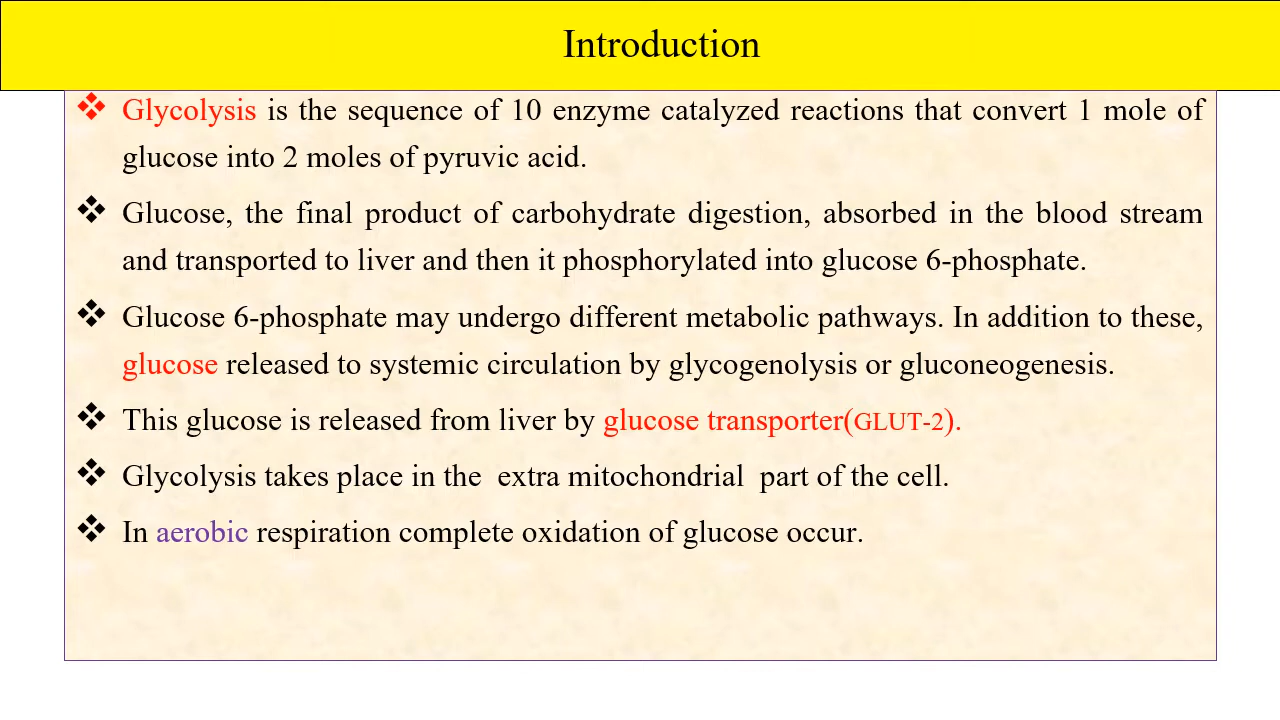 Introduction
❖ Glycolysis is the sequence of 10 enzyme catalyzed reactions that convert 1 mole of
glucose into 2 moles of pyruvic acid.
❖ Glucose, the final product of carbohydrate digestion, absorbed in the blood stream
and transported to liver and then it phosphorylated into glucose 6-phosphate.
❖ Glucose 6-phosphate may undergo different metabolic pathways. In addition to these,
glucose released to systemic circulation by glycogenolysis or gluconeogenesis.
❖ This glucose is released from liver by glucose transporter(GLUT-2).
❖ Glycolysis takes place in the  extra mitochondrial  part of the cell.
❖ In aerobic respiration complete oxidation of glucose occur.